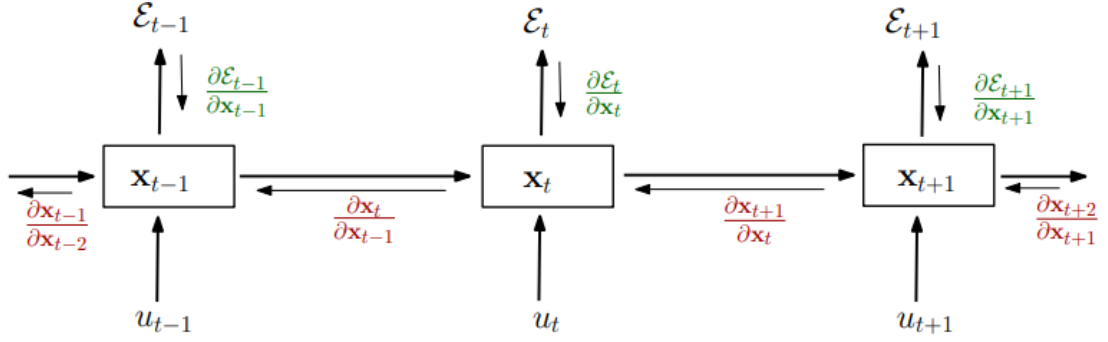 ℰ_{t−1} ℰ_t ℰ_{t+1}
∂ℰ_{t−1}/∂x_{t−1} ∂ℰ_t/∂x_t ∂ℰ_{t+1}/∂x_{t+1}
x_{t−1} x_t x_{t+1}
∂x_{t−1}/∂x_{t−2} ∂x_t/∂x_{t−1} ∂x_{t+1}/∂x_t ∂x_{t+2}/∂x_{t+1}
u_{t−1} u_t u_{t+1}